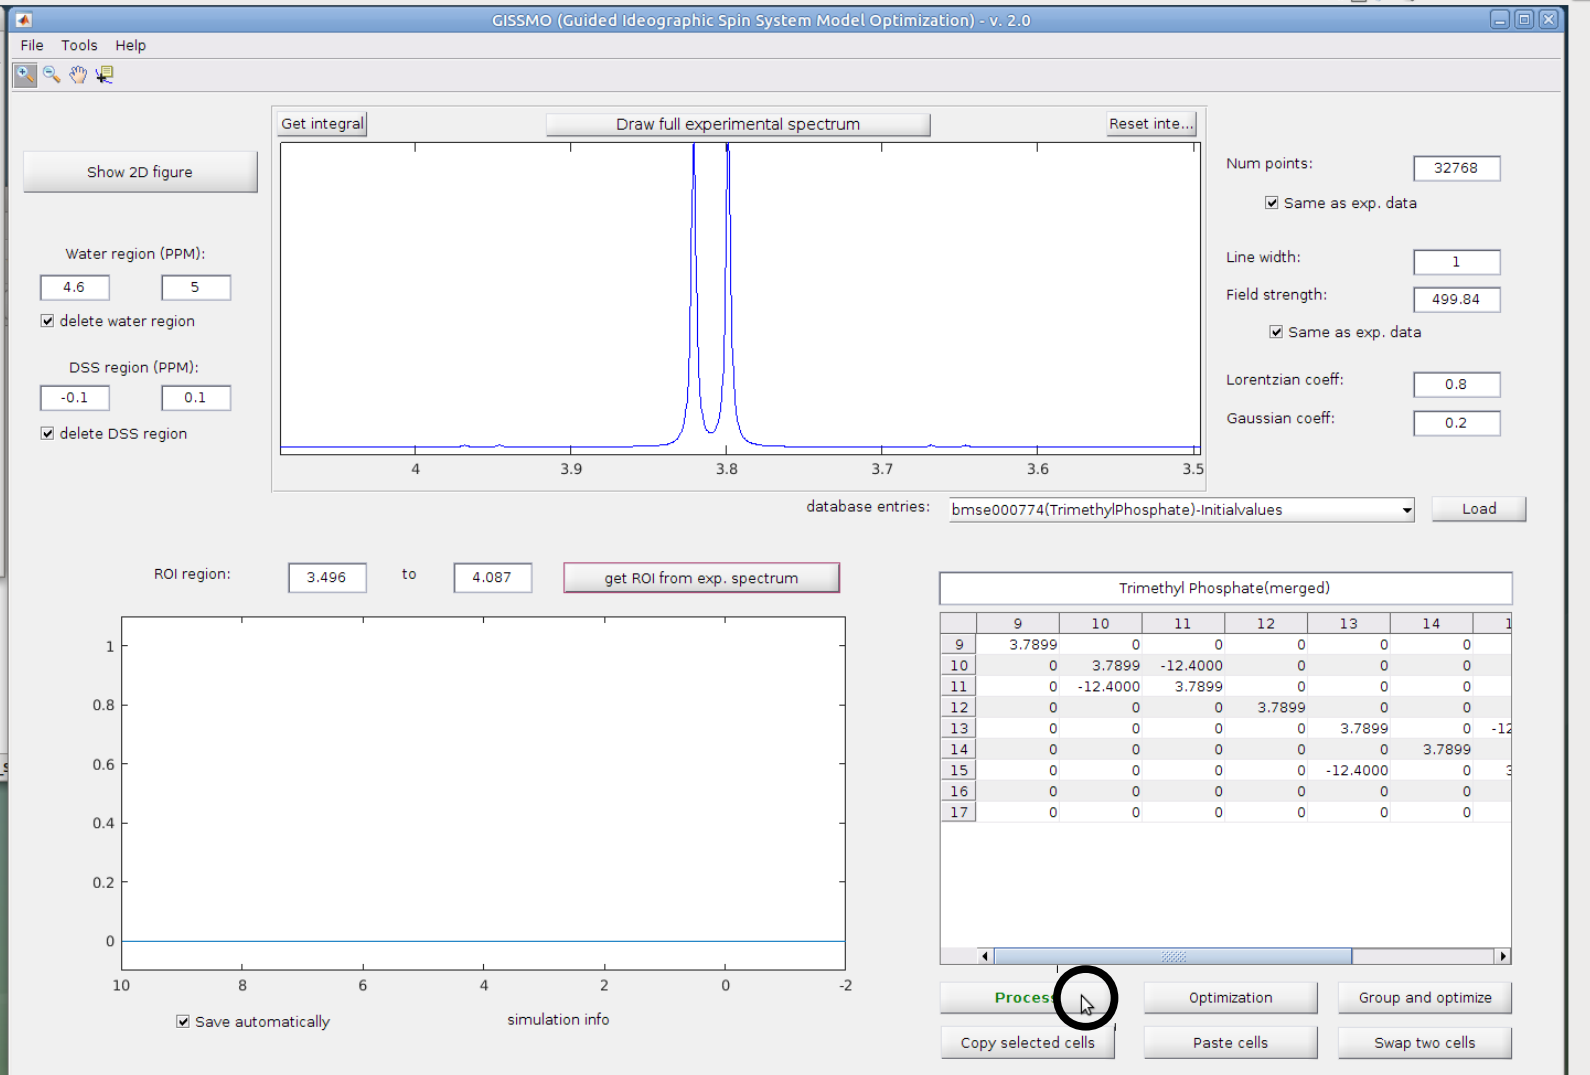 GISSMO (Guided Ideographic Spin System Model Optimization) - v. 2.0
File Tools Help
Get integral Draw full experimental spectrum Reset inte...
Show 2D figure
Num points: 32768
Same as exp. data
Water region (PPM):
4.6 5
delete water region
Line width: 1
Field strength: 499.84
Same as exp. data
DSS region (PPM):
-0.1 0.1
delete DSS region
Lorentzian coeff: 0.8
Gaussian coeff: 0.2
4 3.9 3.8 3.7 3.6 3.5
database entries: bmse000774(TrimethylPhosphate)-Initialvalues Load
ROI region: 3.496 to 4.087 get ROI from exp. spectrum
Trimethyl Phosphate(merged)
9 10 11 12 13 14 1
9 3.7899 0 0 0 0 0
10 0 3.7899 -12.4000 0 0 0
11 0 -12.4000 3.7899 0 0 0
12 0 0 0 3.7899 0 0
13 0 0 0 0 3.7899 0 -12
14 0 0 0 0 0 3.7899
15 0 0 0 0 -12.4000 0 3
16 0 0 0 0 0 0
17 0 0 0 0 0 0
1
0.8
0.6
0.4
0.2
0
10 8 6 4 2 0 -2
Save automatically simulation info
Process Optimization Group and optimize
Copy selected cells Paste cells Swap two cells